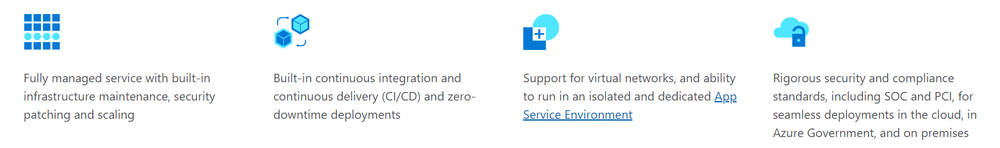 Fully managed service with built-in
infrastructure maintenance, security
patching and scaling
Built-in continuous integration and
continuous delivery (CI/CD) and zero-
downtime deployments
Support for virtual networks, and ability
to run in an isolated and dedicated App
Service Environment
Rigorous security and compliance
standards, including SOC and PCI, for
seamless deployments in the cloud, in
Azure Government, and on premises